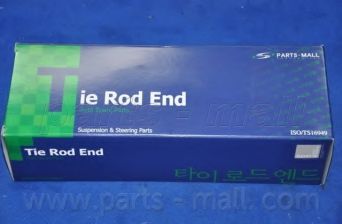 PARTS-MALL
Tie Rod End
Suspension & Steering Parts
ISO/TS16949
Tie Rod End
타이로드엔드
www.parts-mall.com